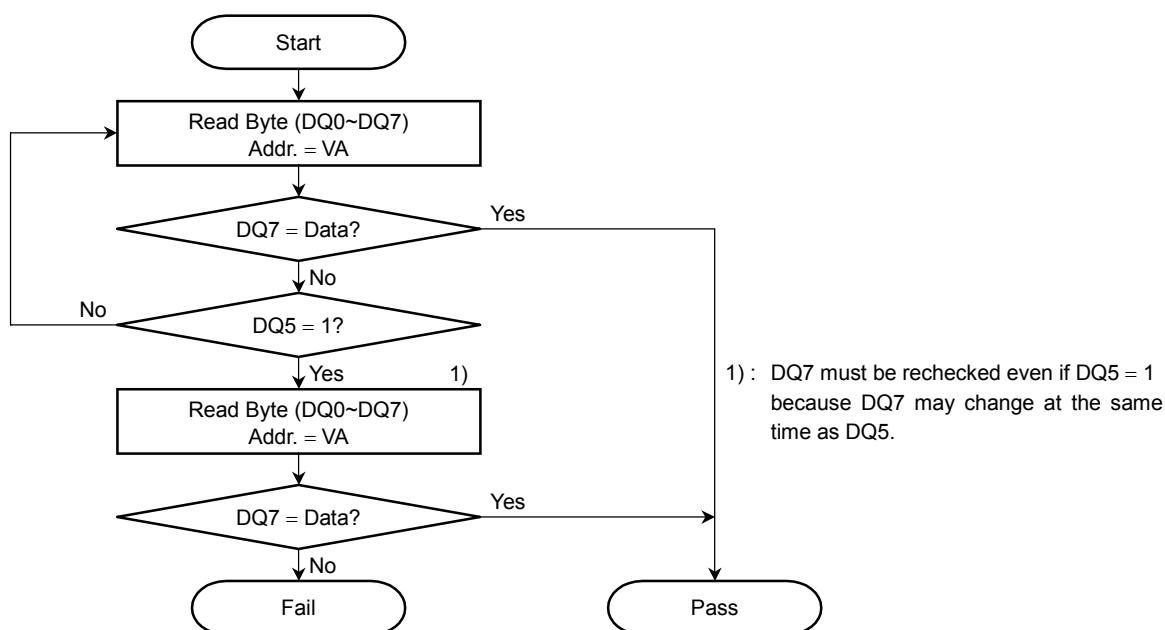 Start
Read Byte (DQ0~DQ7)
Addr. = VA
DQ7 = Data?
Yes
No
DQ5 = 1?
No
Yes
1)
Read Byte (DQ0~DQ7)
Addr. = VA
1) : DQ7 must be rechecked even if DQ5 = 1
because DQ7 may change at the same
time as DQ5.
DQ7 = Data?
Yes
No
Fail
Pass